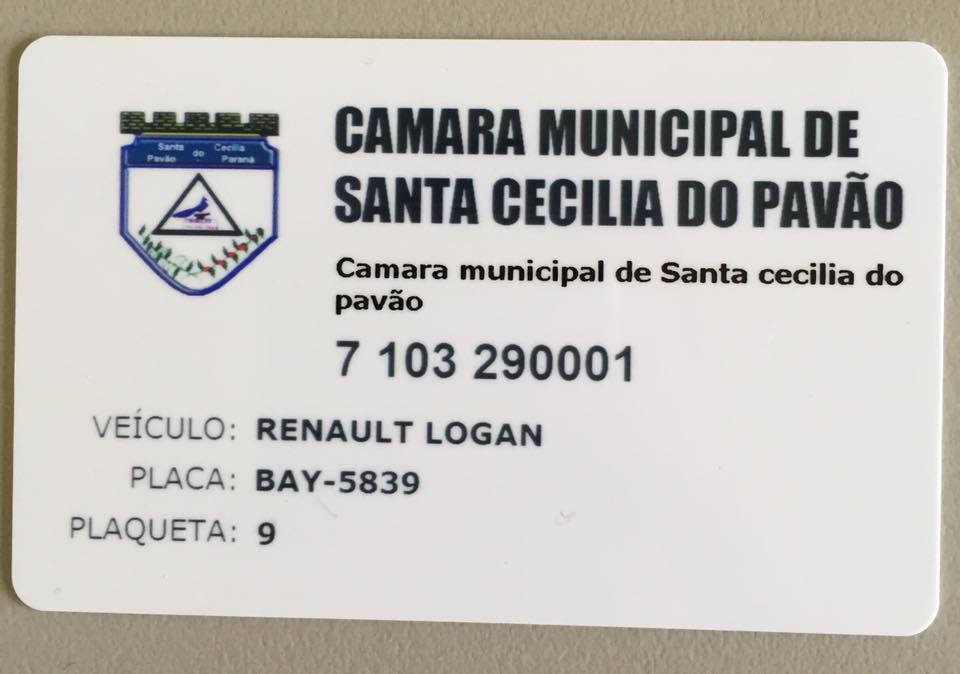 Santa do Cecilia
Pavão - Paraná
CAMARA MUNICIPAL DE
SANTA CECILIA DO PAVÃO
Camara municipal de Santa cecilia do
pavão
7 103 290001
VEÍCULO: RENAULT LOGAN
PLACA: BAY-5839
PLAQUETA: 9